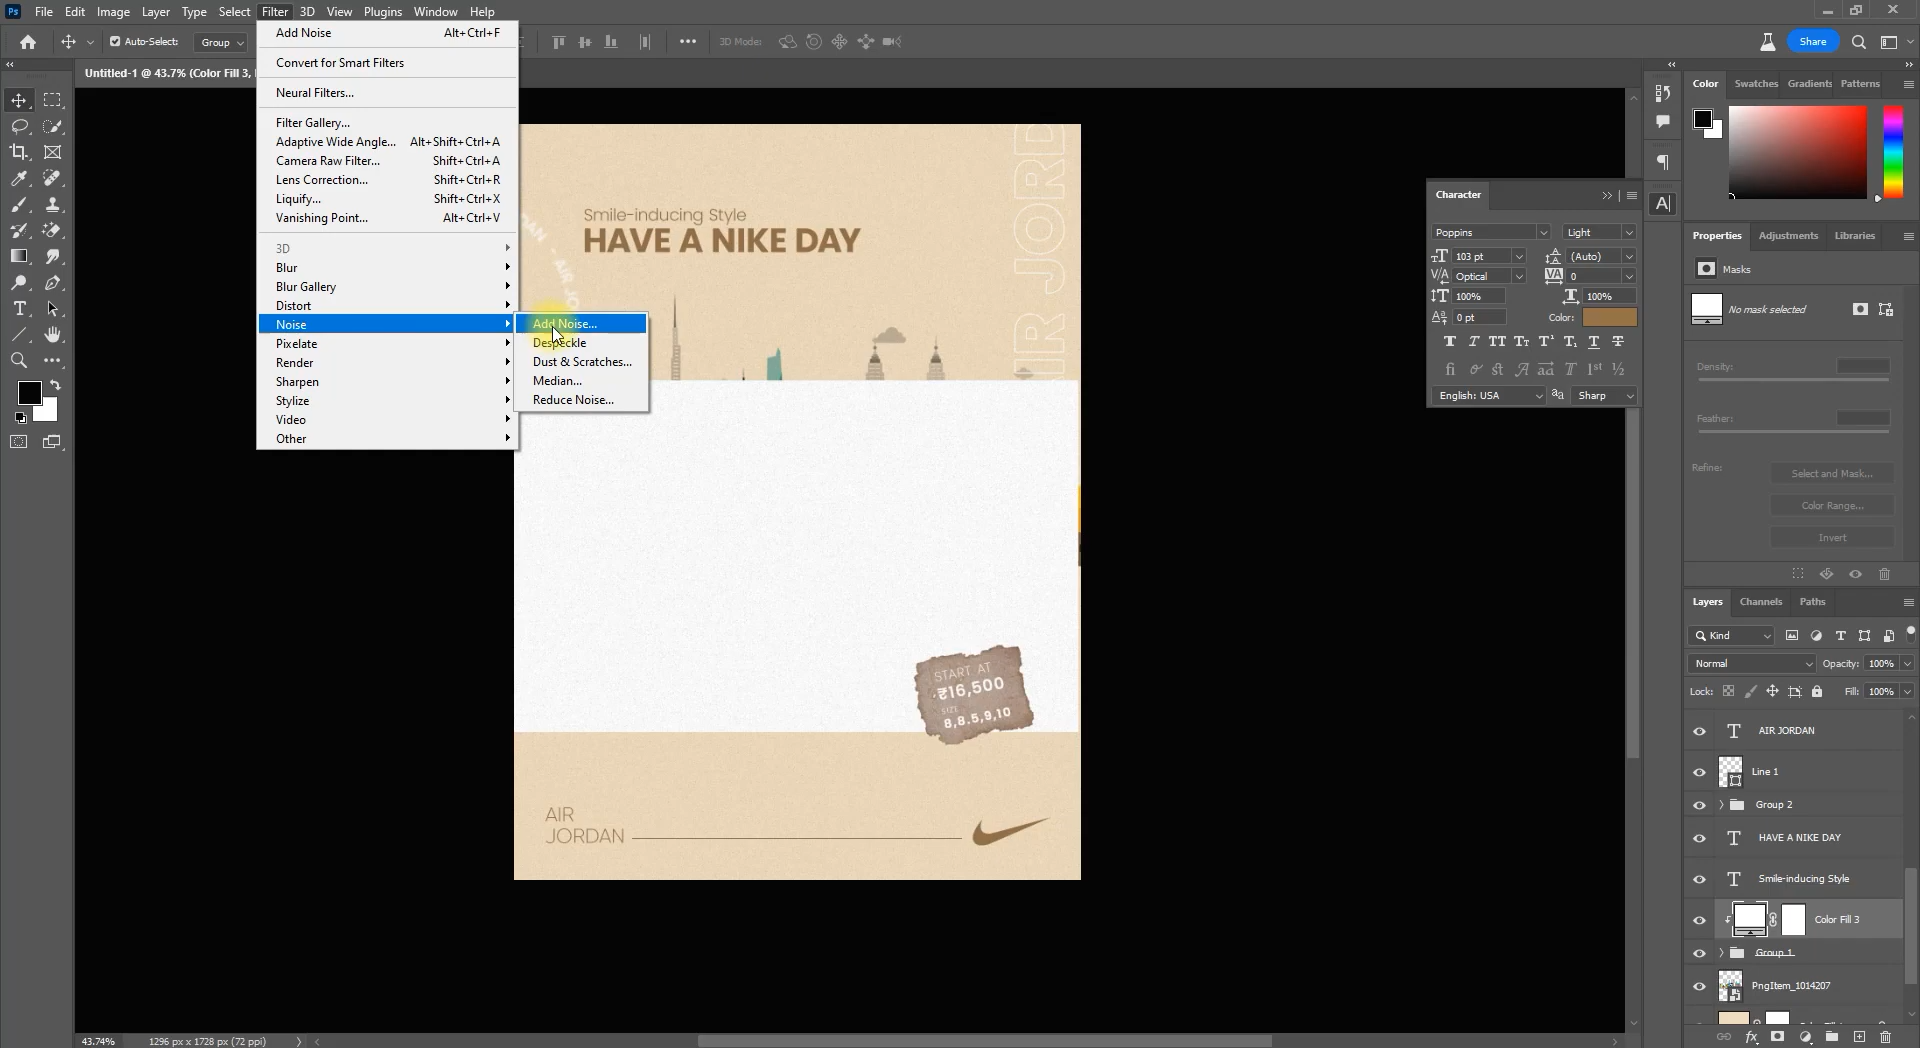 File Edit Image Layer Type Select Filter 3D View Plugins Window Help
Auto-Select: Group 3D Mode: Share
Untitled-1 @ 43.7% (Color Fill 3,
Add Noise Alt+Ctrl+F
Convert for Smart Filters
Neural Filters...
Filter Gallery...
Adaptive Wide Angle... Alt+Shift+Ctrl+A
Camera Raw Filter... Shift+Ctrl+A
Lens Correction... Shift+Ctrl+R
Liquify... Shift+Ctrl+X
Vanishing Point... Alt+Ctrl+V
3D
Blur
Blur Gallery
Distort
Noise
Pixelate
Render
Sharpen
Stylize
Video
Other
Add Noise...
Despeckle
Dust & Scratches...
Median...
Reduce Noise...
Smile-inducing Style
HAVE A NIKE DAY
DAN - AIR JO
AIR JORD
START AT
₹16,500
SIZE
8,8.5,9,10
AIR
JORDAN
43.74% 1296 px x 1728 px (72 ppi)
Character
Poppins Light
103 pt (Auto)
Optical 0
100% 100%
0 pt Color:
English: USA Sharp
Color Swatches Gradients Patterns
Properties Adjustments Libraries
Masks
No mask selected
Density:
Feather:
Refine: Select and Mask...
Color Range...
Invert
Layers Channels Paths
Kind
Normal Opacity: 100%
Lock: Fill: 100%
AIR JORDAN
Line 1
Group 2
HAVE A NIKE DAY
Smile-inducing Style
Color Fill 3
Group 1
PngItem_1014207